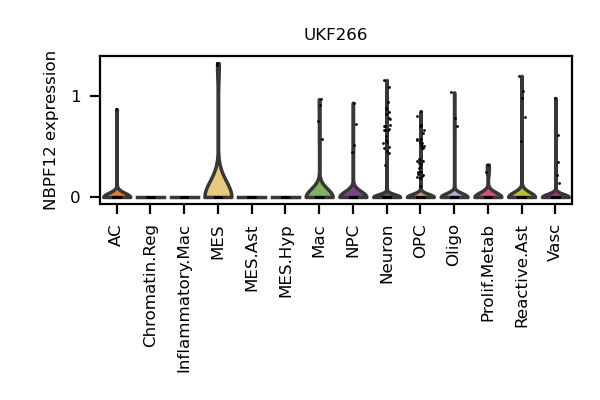 UKF266
NBPF12 expression
1
0
AC
Chromatin.Reg
Inflammatory.Mac
MES
MES.Ast
MES.Hyp
Mac
NPC
Neuron
OPC
Oligo
Prolif.Metab
Reactive.Ast
Vasc